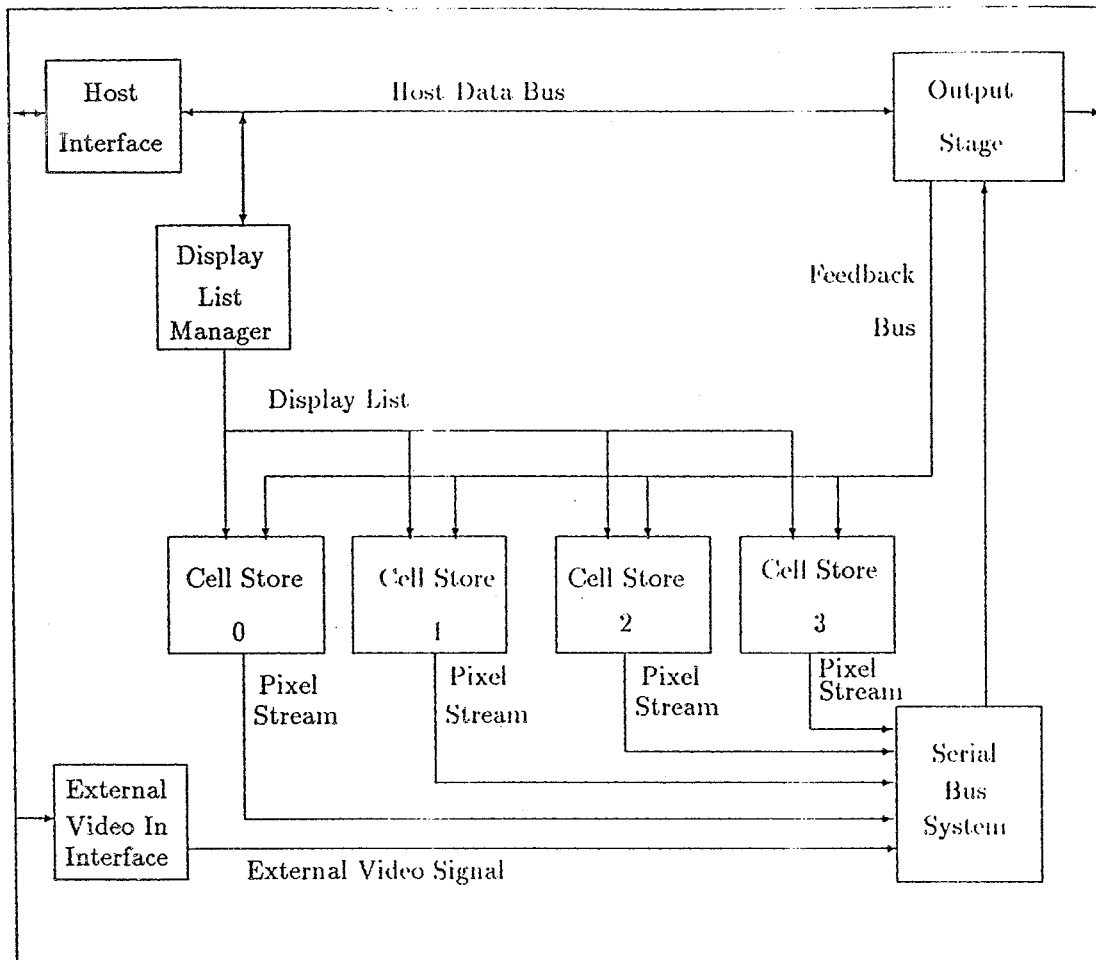 Host
Interface
Host Data Bus
Output
Stage
Display
List
Manager
Feedback
Bus
Display List
Cell Store
0
Cell Store
1
Cell Store
2
Cell Store
3
Pixel
Stream
Pixel
Stream
Pixel
Stream
Pixel
Stream
External
Video In
Interface
Serial
Bus
System
External Video Signal